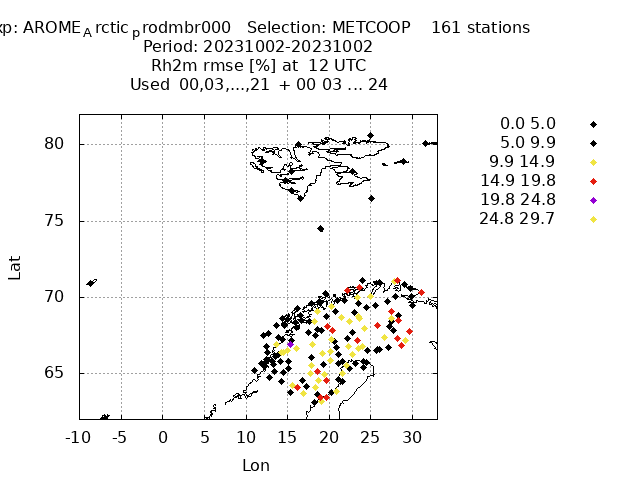 xp: AROME_Arctic_prodmbr000 Selection: METCOOP 161 stations
Period: 20231002-20231002
Rh2m rmse [%] at 12 UTC
Used 00,03,...,21 + 00 03 ... 24
0.0 5.0
5.0 9.9
9.9 14.9
14.9 19.8
19.8 24.8
24.8 29.7
80
75
70
65
Lat
-10 -5 0 5 10 15 20 25 30
Lon